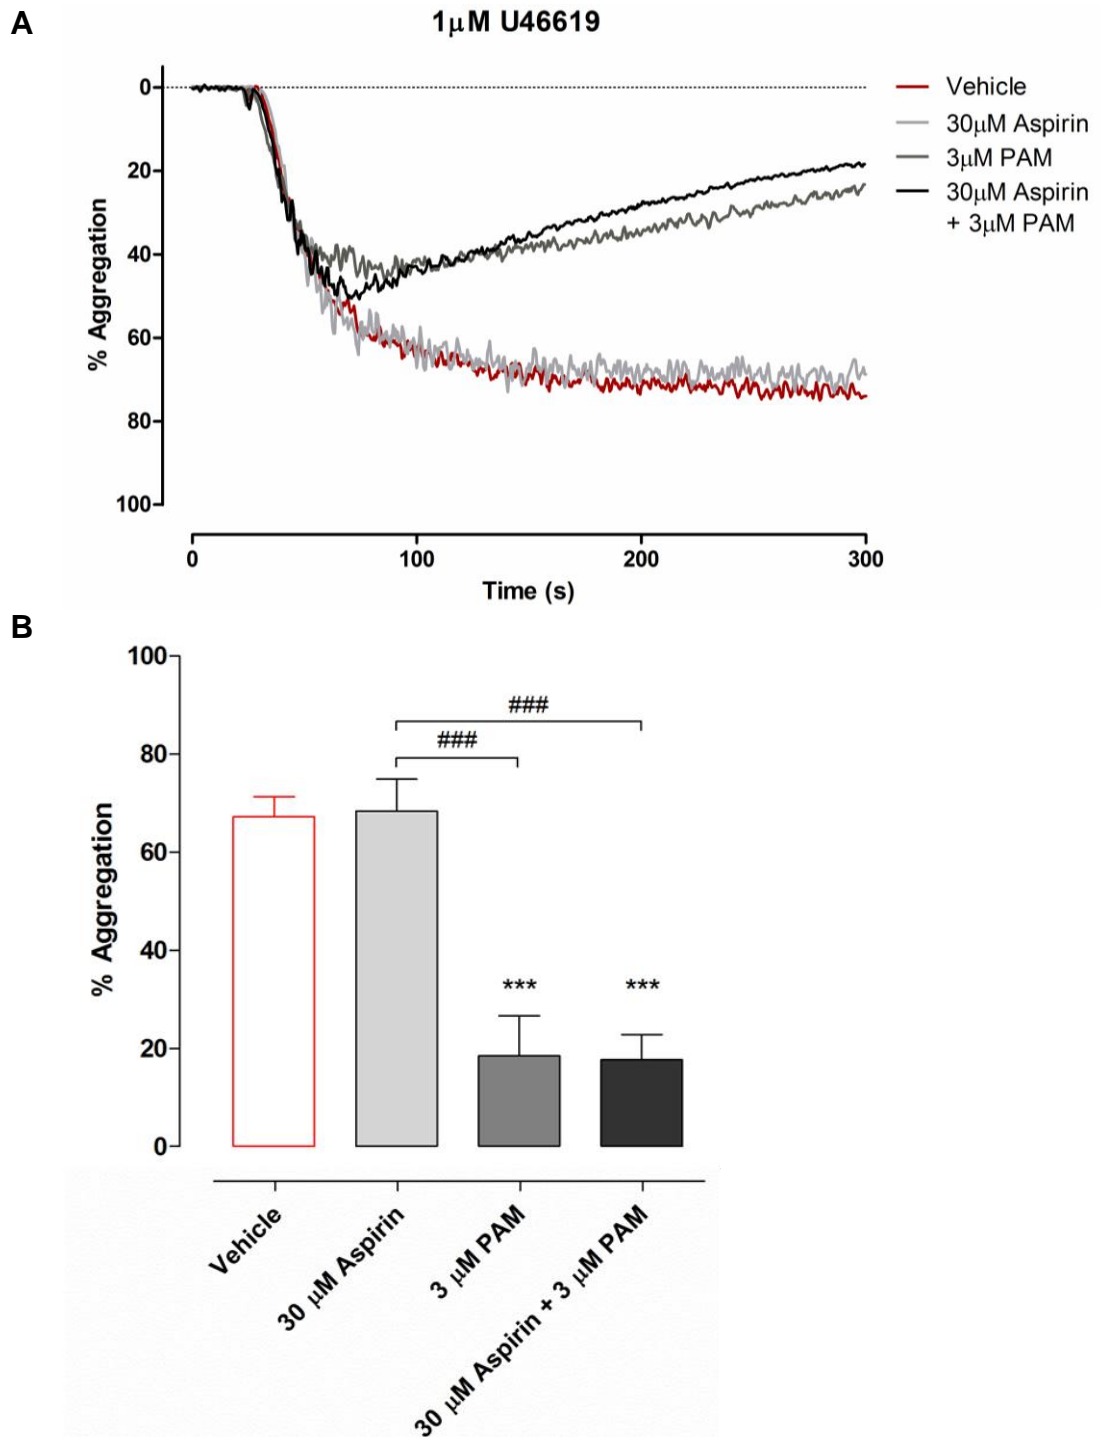 A
1μM U46619
0
20
40
60
80
100
% Aggregation
0
100
200
300
Time (s)
Vehicle
30μM Aspirin
3μM PAM
30μM Aspirin
+ 3μM PAM
B
100
80
60
40
20
0
% Aggregation
###
###
***
***
Vehicle
30 μM Aspirin
3 μM PAM
30 μM Aspirin + 3 μM PAM